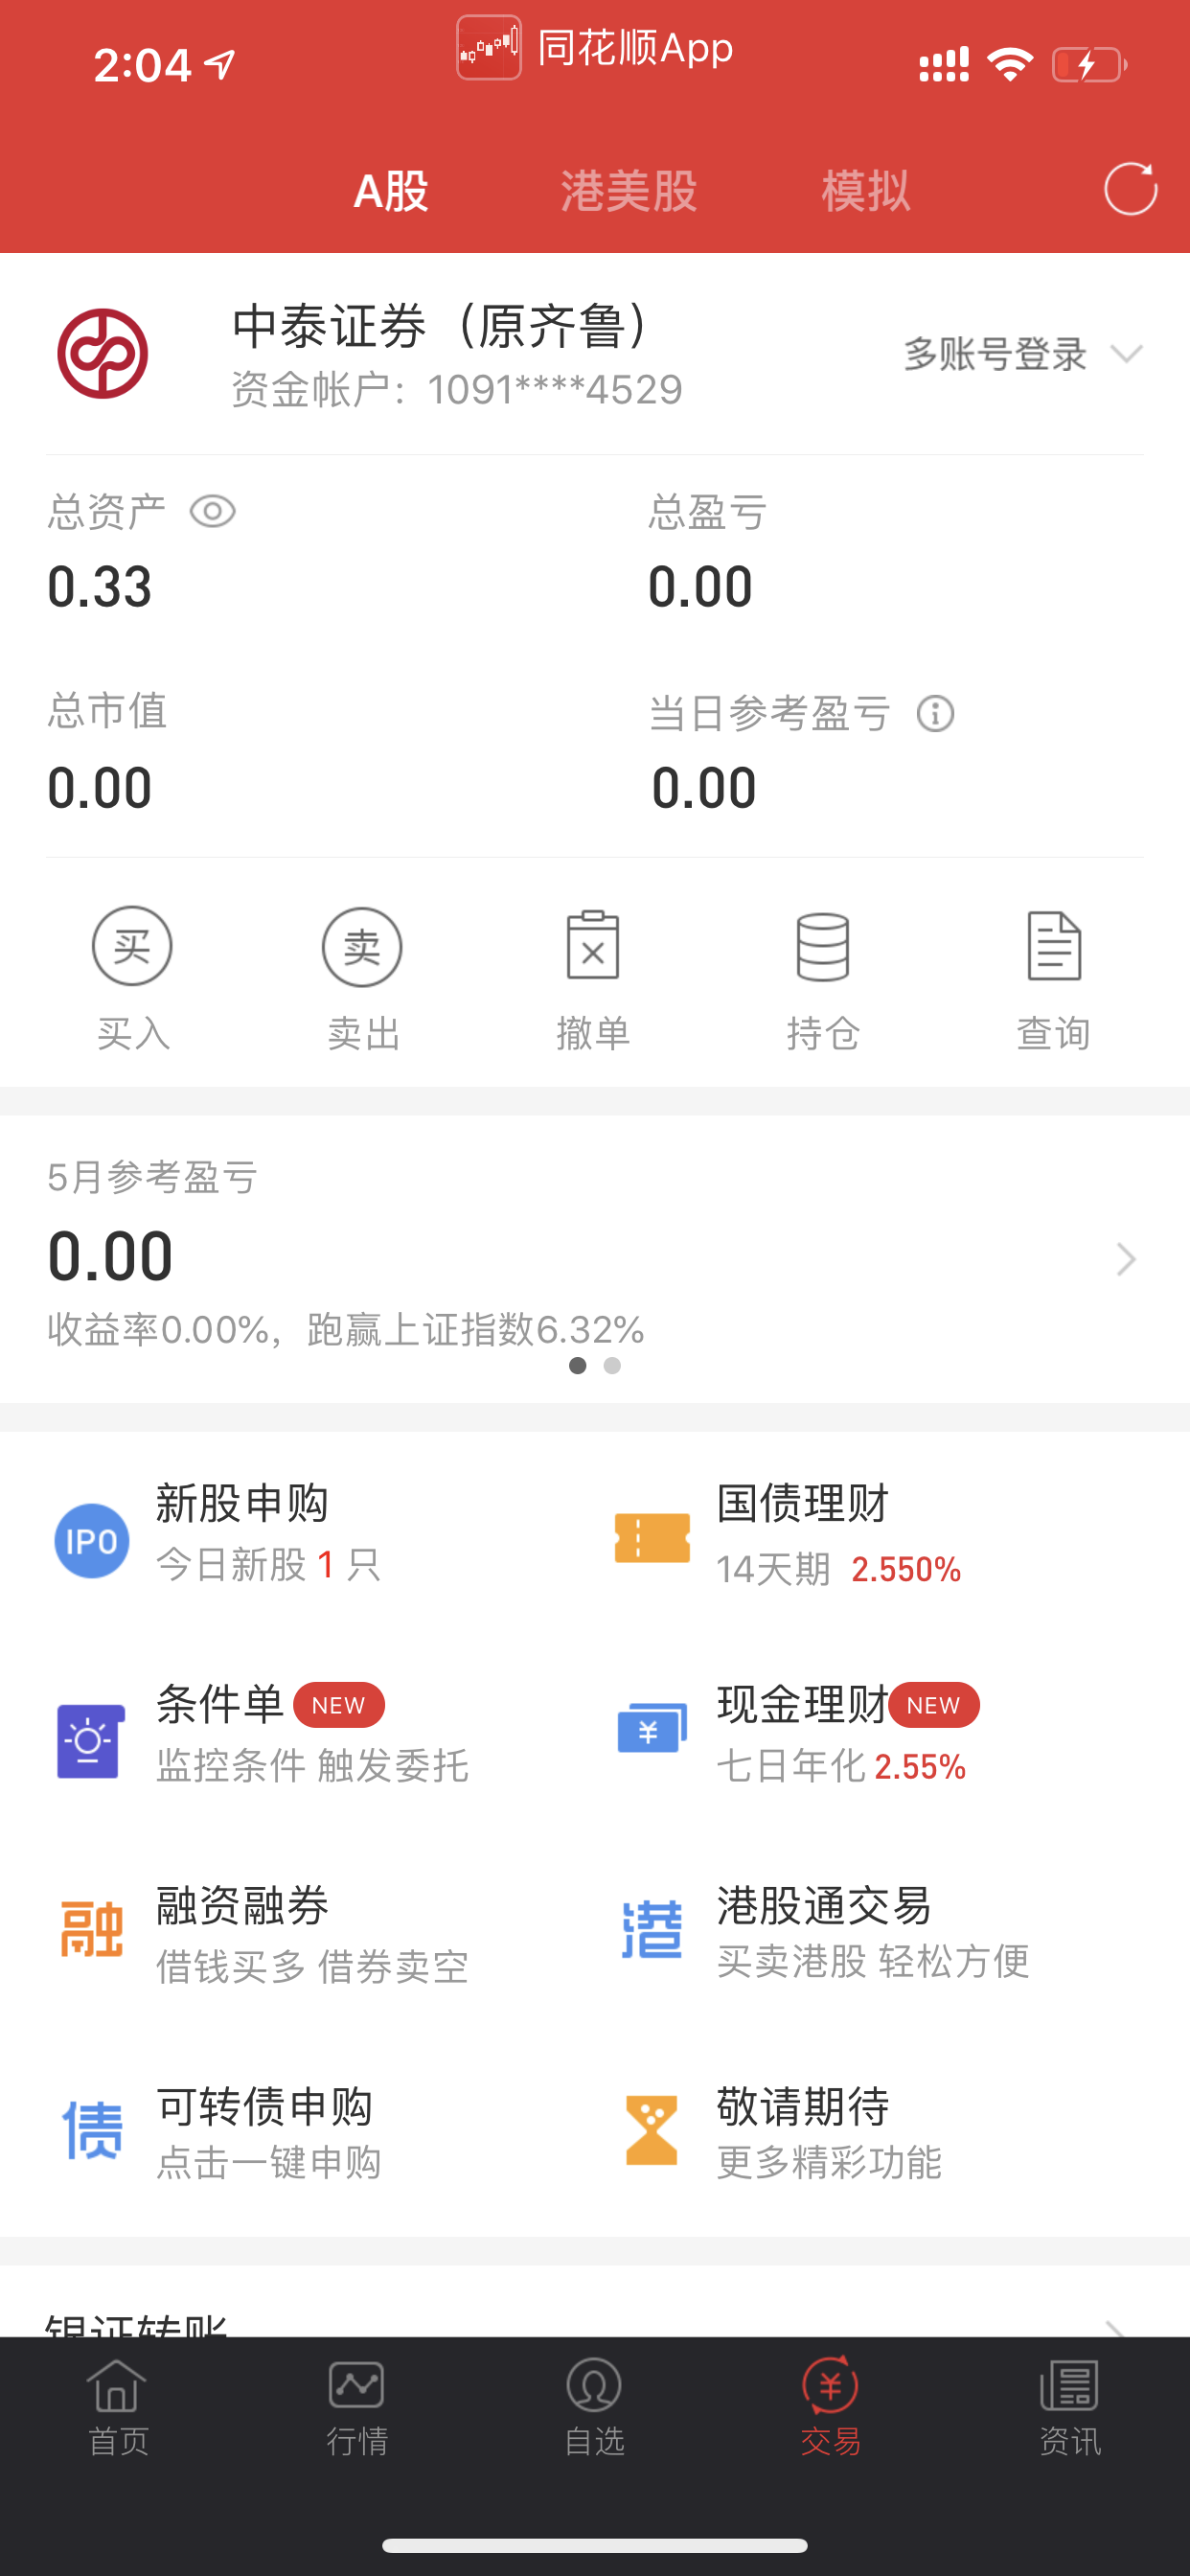 2:04
同花顺App
A股 港美股 模拟
中泰证券（原齐鲁）
资金帐户：1091****4529
多账号登录
总资产 总盈亏
0.33 0.00
总市值 当日参考盈亏
0.00 0.00
买 卖
买入 卖出 撤单 持仓 查询
5月参考盈亏
0.00
收益率0.00%，跑赢上证指数6.32%
IPO
新股申购
今日新股 1 只
国债理财
14天期 2.550%
条件单 NEW
监控条件 触发委托
¥
现金理财 NEW
七日年化 2.55%
融
融资融券
借钱买多 借券卖空
港
港股通交易
买卖港股 轻松方便
债
可转债申购
点击一键申购
敬请期待
更多精彩功能
银证转账
¥
首页 行情 自选 交易 资讯